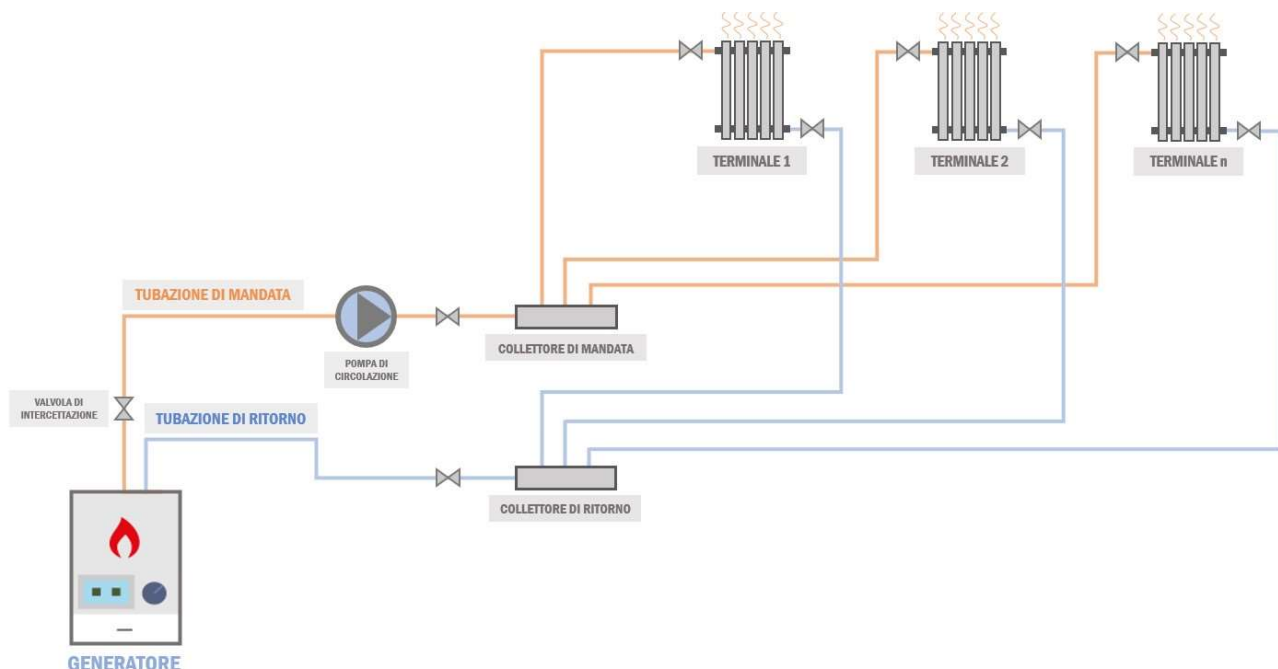 TERMINALE 1
TERMINALE 2
TERMINALE n
TUBAZIONE DI MANDATA
POMPA DI
CIRCOLAZIONE
COLLETTORE DI MANDATA
VALVOLA DI
INTERCETTAZIONE
TUBAZIONE DI RITORNO
COLLETTORE DI RITORNO
GENERATORE